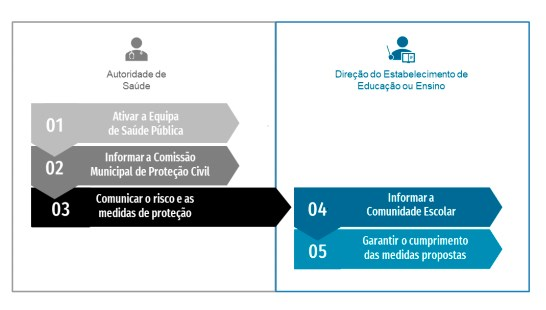 Autoridade de
Saúde
Direção do Estabelecimento de
Educação ou Ensino
01
Ativar a Equipa
de Saúde Pública
02
Informar a Comissão
Municipal de Proteção Civil
03
Comunicar o risco e as
medidas de proteção
04
Informar a
Comunidade Escolar
05
Garantir o cumprimento
das medidas propostas